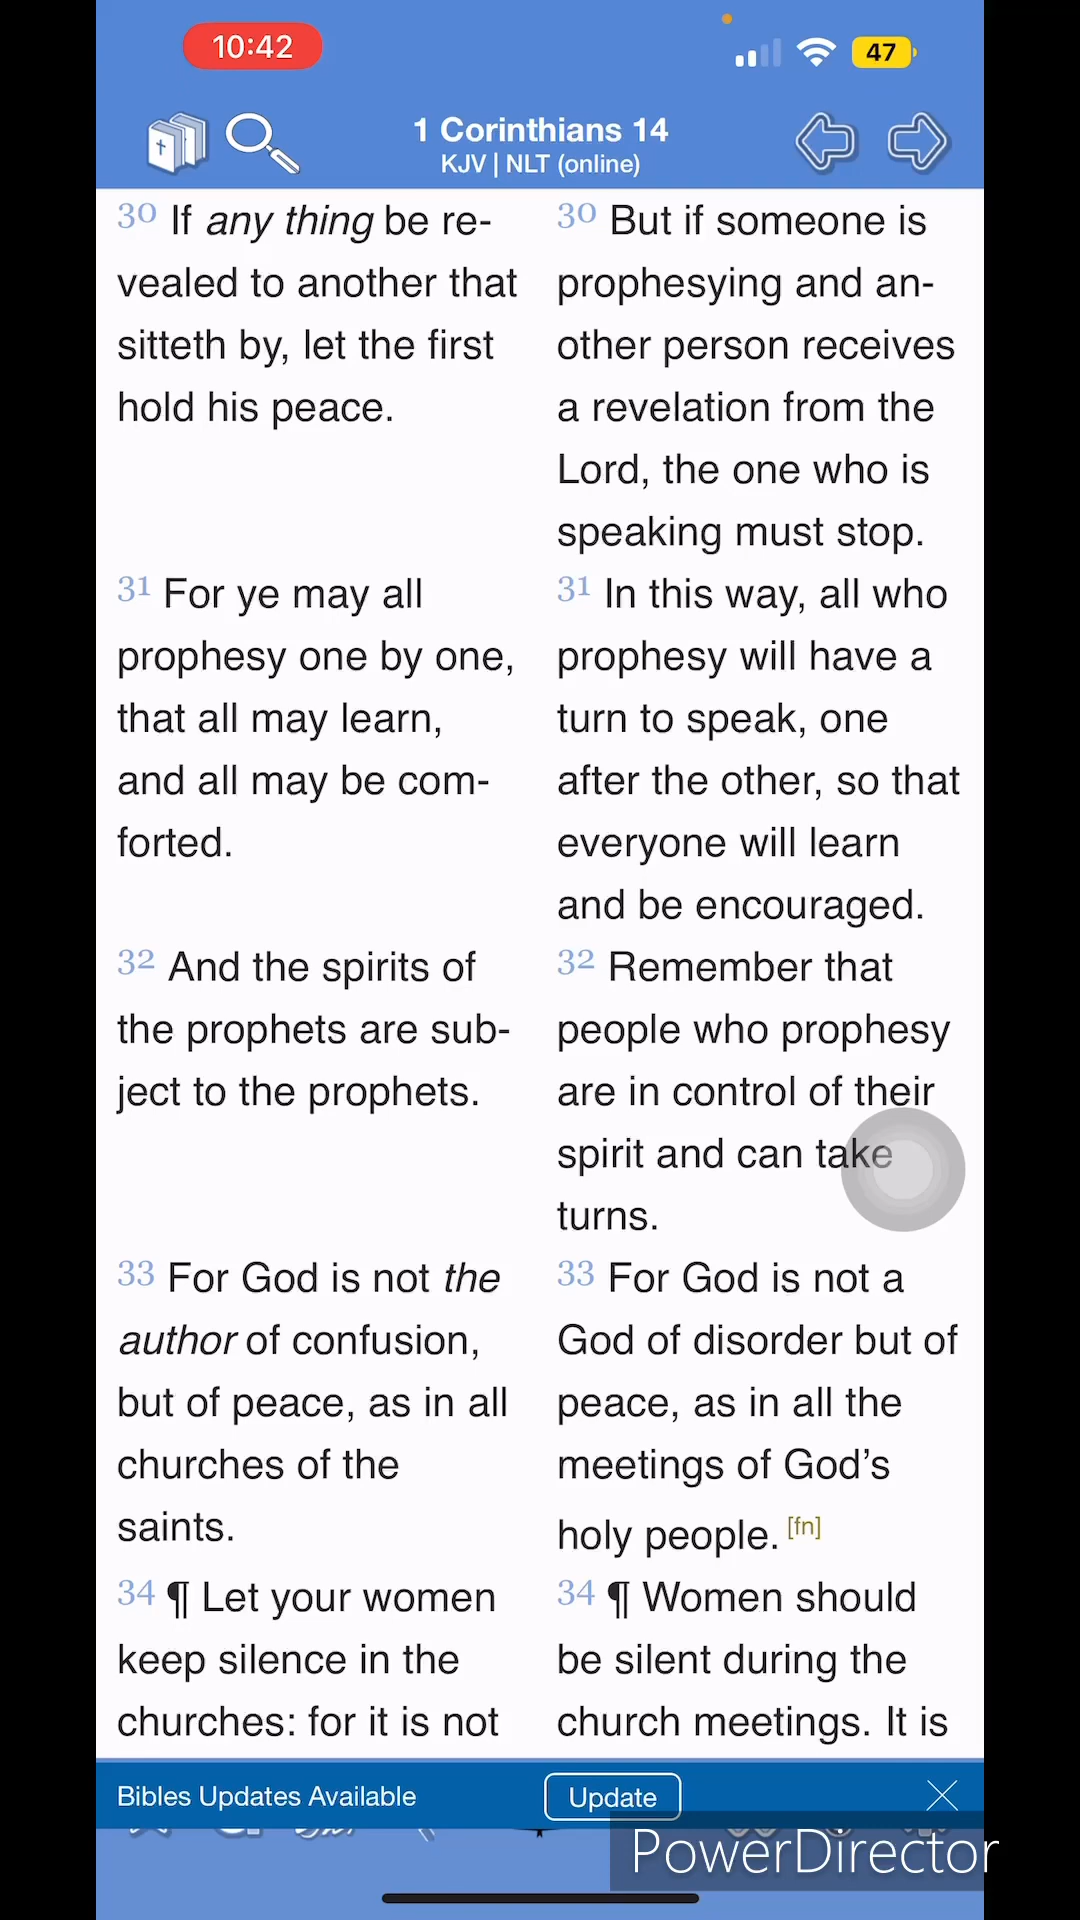 10:42
47
1 Corinthians 14
KJV | NLT (online)
30 If any thing be re-
vealed to another that
sitteth by, let the first
hold his peace.
30 But if someone is
prophesying and an-
other person receives
a revelation from the
Lord, the one who is
speaking must stop.
31 For ye may all
prophesy one by one,
that all may learn,
and all may be com-
forted.
31 In this way, all who
prophesy will have a
turn to speak, one
after the other, so that
everyone will learn
and be encouraged.
32 And the spirits of
the prophets are sub-
ject to the prophets.
32 Remember that
people who prophesy
are in control of their
spirit and can take
turns.
33 For God is not the
author of confusion,
but of peace, as in all
churches of the
saints.
33 For God is not a
God of disorder but of
peace, as in all the
meetings of God’s
holy people. [fn]
34 ¶ Let your women
keep silence in the
churches: for it is not
34 ¶ Women should
be silent during the
church meetings. It is
Bibles Updates Available
Update
PowerDirector